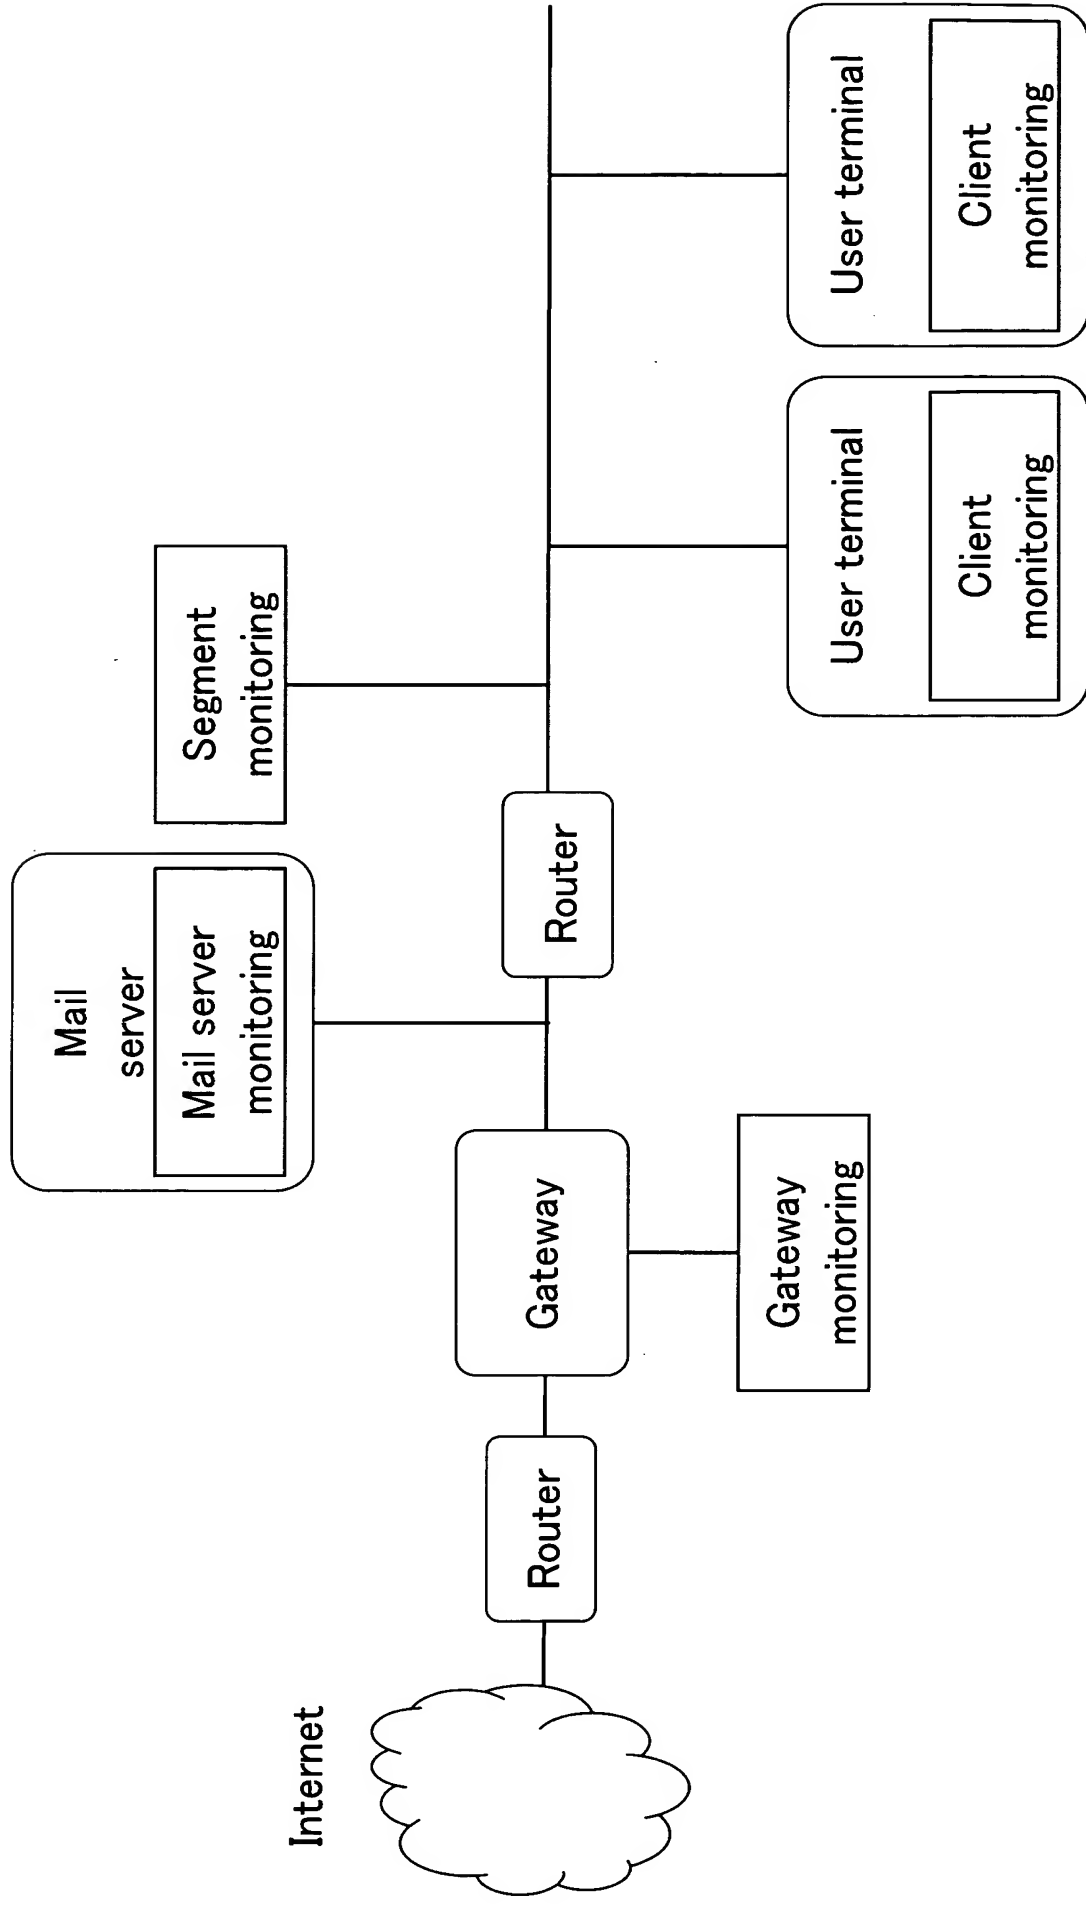 Internet
Router
Gateway
Gateway
monitoring
Mail
server
Mail server
monitoring
Router
Segment
monitoring
User terminal
Client
monitoring
User terminal
Client
monitoring